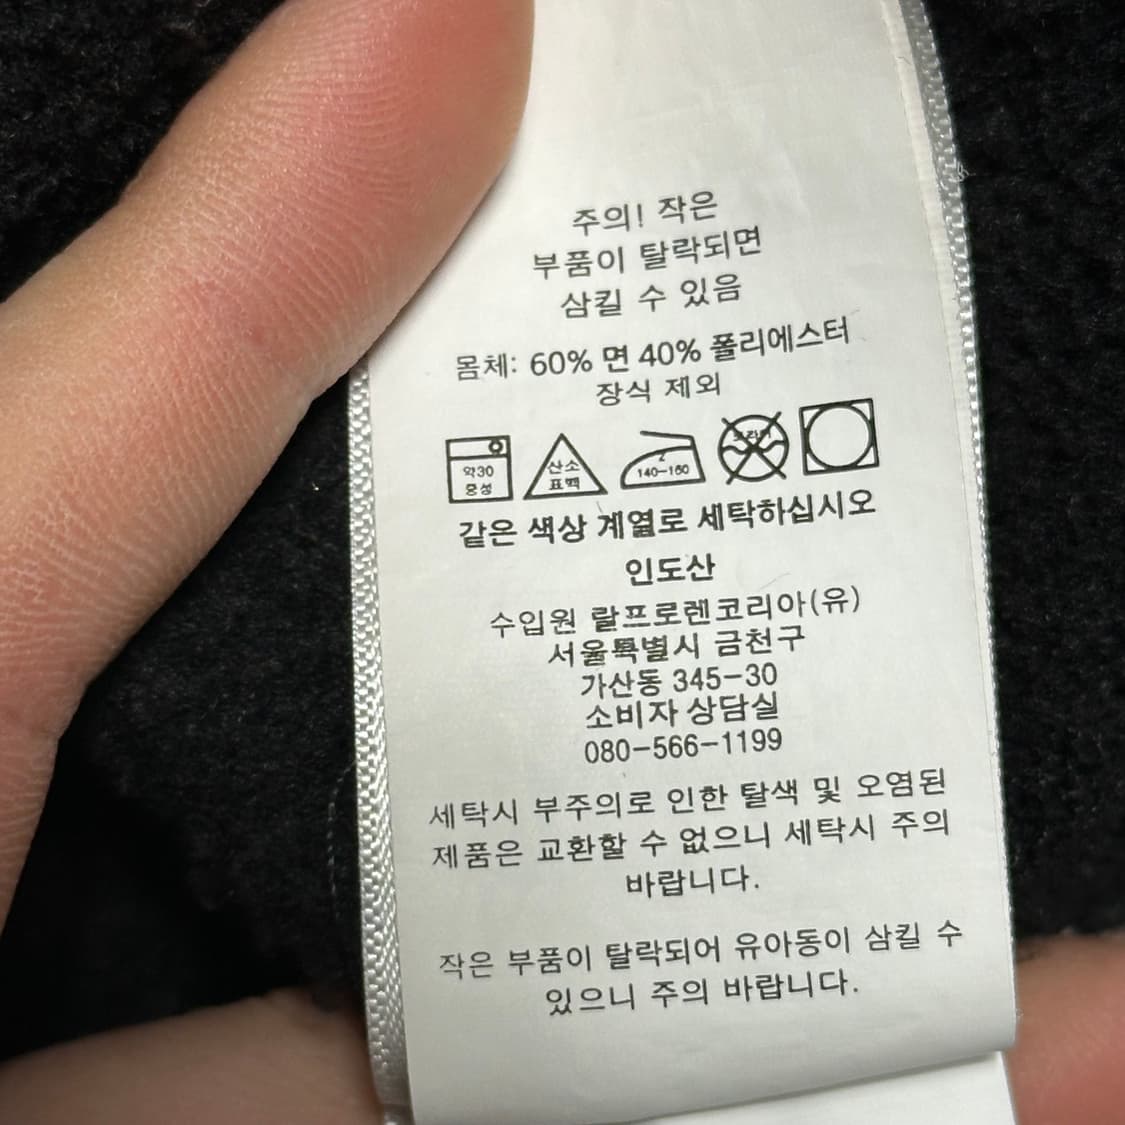 주의! 작은
부품이 탈락되면
삼킬 수 있음
몸체: 60% 면 40% 폴리에스터
장식 제외
약30
중성
산소
표백
2
140-160
드라이
같은 색상 계열로 세탁하십시오
인도산
수입원 랄프로렌코리아(유)
서울특별시 금천구
가산동 345-30
소비자 상담실
080-566-1199
세탁시 부주의로 인한 탈색 및 오염된
제품은 교환할 수 없으니 세탁시 주의
바랍니다.
작은 부품이 탈락되어 유아동이 삼킬 수
있으니 주의 바랍니다.